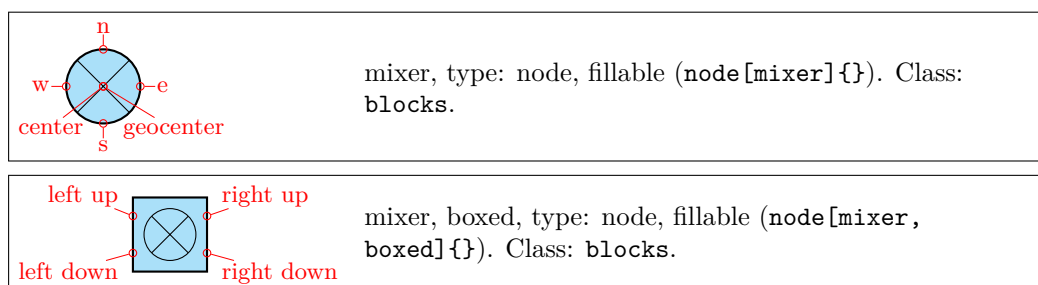 n
w
e
center
geocenter
s
mixer, type: node, fillable (node[mixer]{}). Class:
blocks.
left up
right up
left down
right down
mixer, boxed, type: node, fillable (node[mixer,
boxed]{}). Class: blocks.